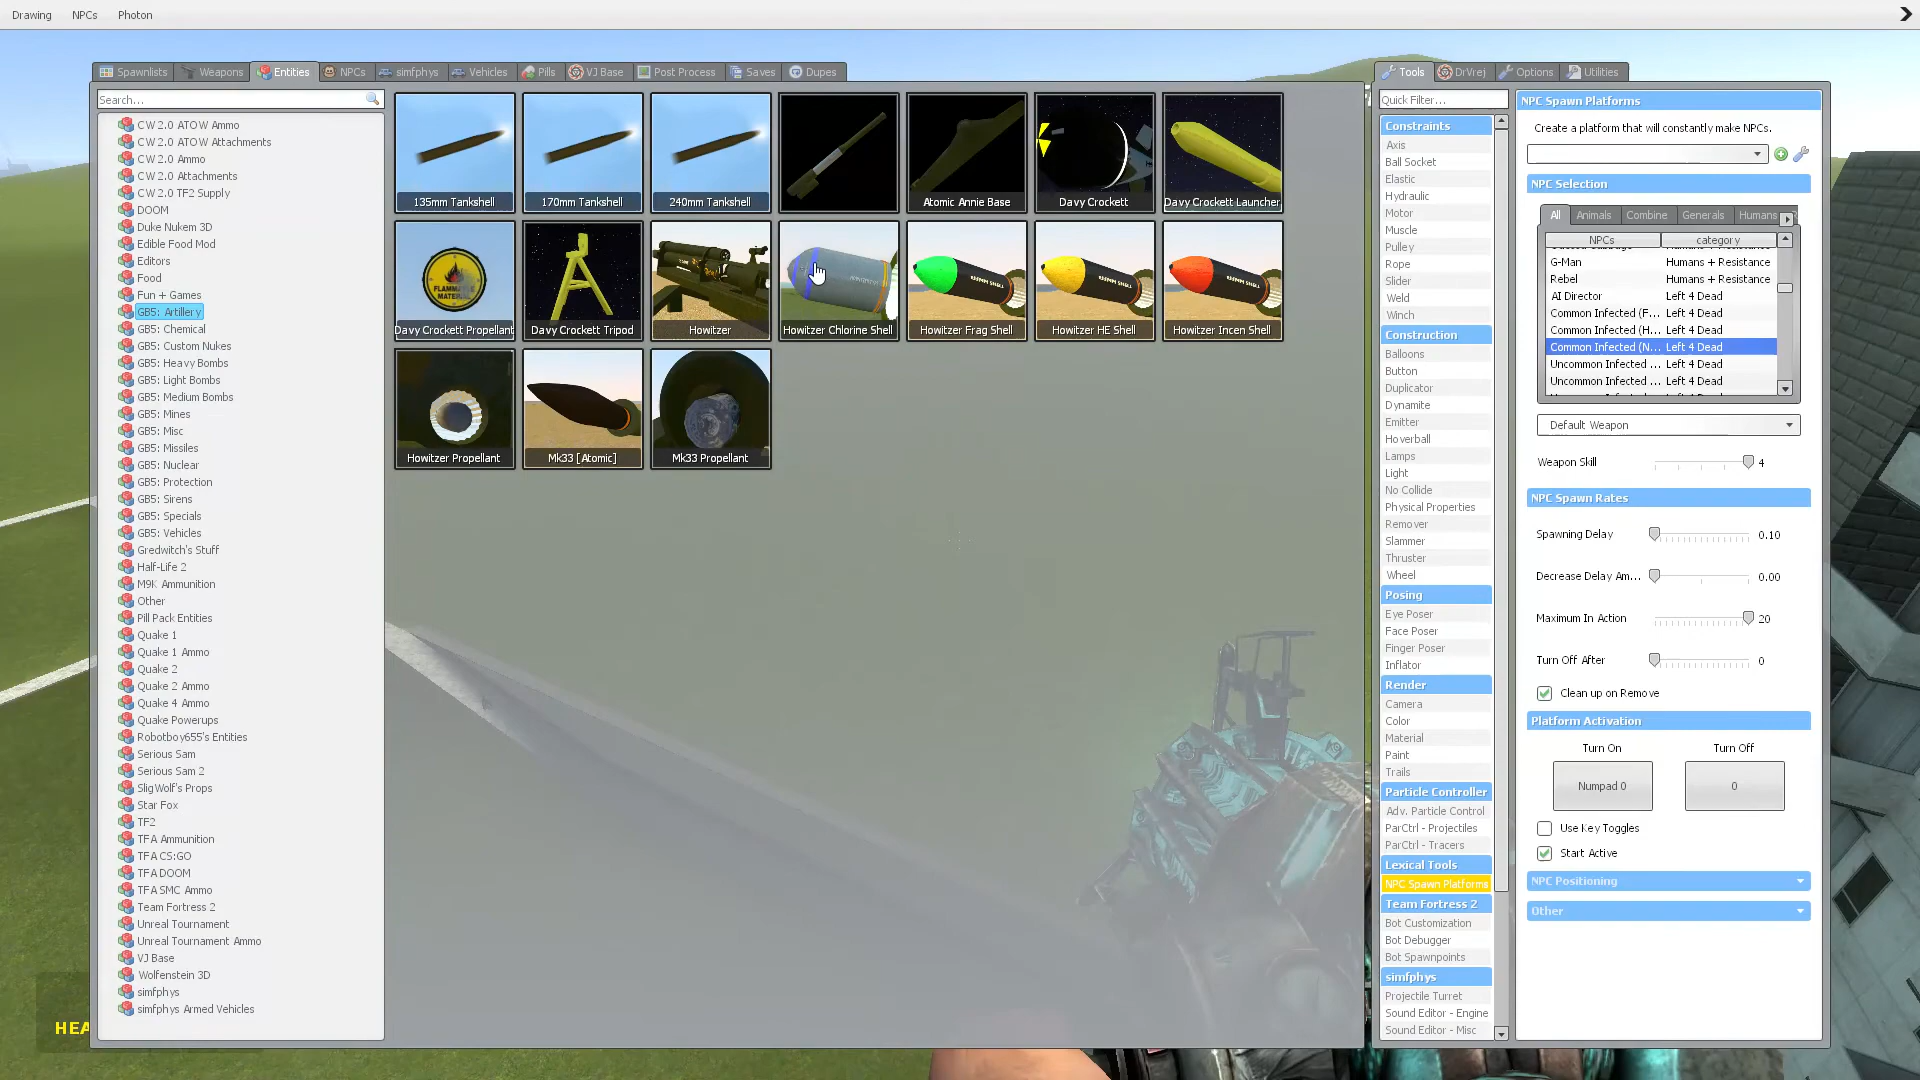 Drawing NPCs Photon
Spawnlists Weapons Entities NPCs simfphys Vehicles Pills VJ Base Post Process Saves Dupes
Tools DrVrej Options Utilities
Search...
CW 2.0 ATOW Ammo
CW 2.0 ATOW Attachments
CW 2.0 Ammo
CW 2.0 Attachments
CW 2.0 TF2 Supply
DOOM
Duke Nukem 3D
Edible Food Mod
Editors
Food
Fun + Games
GB5: Artillery
GB5: Chemical
GB5: Custom Nukes
GB5: Heavy Bombs
GB5: Light Bombs
GB5: Medium Bombs
GB5: Mines
GB5: Misc
GB5: Missiles
GB5: Nuclear
GB5: Protection
GB5: Sirens
GB5: Specials
GB5: Vehicles
Gredwitch's Stuff
Half-Life 2
M9K Ammunition
Other
Pill Pack Entities
Quake 1
Quake 1 Ammo
Quake 2
Quake 2 Ammo
Quake 4 Ammo
Quake Powerups
Robotboy655's Entities
Serious Sam
Serious Sam 2
SligWolf's Props
Star Fox
TF2
TFA Ammunition
TFA CS:GO
TFA DOOM
TFA SMC Ammo
Team Fortress 2
Unreal Tournament
Unreal Tournament Ammo
VJ Base
Wolfenstein 3D
simfphys
simfphys Armed Vehicles
HEA
135mm Tankshell 170mm Tankshell 240mm Tankshell Atomic Annie Base Davy Crockett Davy Crockett Launcher
FLAMMABLE
MATERIAL
Davy Crockett Propellant Davy Crockett Tripod Howitzer Howitzer Chlorine Shell Howitzer Frag Shell Howitzer HE Shell Howitzer Incen Shell
Howitzer Propellant Mk33 [Atomic] Mk33 Propellant
Quick Filter...
Constraints
Axis
Ball Socket
Elastic
Hydraulic
Motor
Muscle
Pulley
Rope
Slider
Weld
Winch
Construction
Balloons
Button
Duplicator
Dynamite
Emitter
Hoverball
Lamps
Light
No Collide
Physical Properties
Remover
Slammer
Thruster
Wheel
Posing
Eye Poser
Face Poser
Finger Poser
Inflator
Render
Camera
Color
Material
Paint
Trails
Particle Controller
Adv. Particle Control
ParCtrl - Projectiles
ParCtrl - Tracers
Lexical Tools
NPC Spawn Platforms
Team Fortress 2
Bot Customization
Bot Debugger
Bot Spawnpoints
simfphys
Projectile Turret
Sound Editor - Engine
Sound Editor - Misc
NPC Spawn Platforms
Create a platform that will constantly make NPCs.
NPC Selection
All Animals Combine Generals Humans
NPCs category
G-Man Humans + Resistance
Rebel Humans + Resistance
AI Director Left 4 Dead
Common Infected (F... Left 4 Dead
Common Infected (H... Left 4 Dead
Common Infected (N... Left 4 Dead
Uncommon Infected ... Left 4 Dead
Uncommon Infected ... Left 4 Dead
Default Weapon
Weapon Skill 4
NPC Spawn Rates
Spawning Delay 0.10
Decrease Delay Am... 0.00
Maximum In Action 20
Turn Off After 0
Clean up on Remove
Platform Activation
Turn On Turn Off
Numpad 0 0
Use Key Toggles
Start Active
NPC Positioning
Other